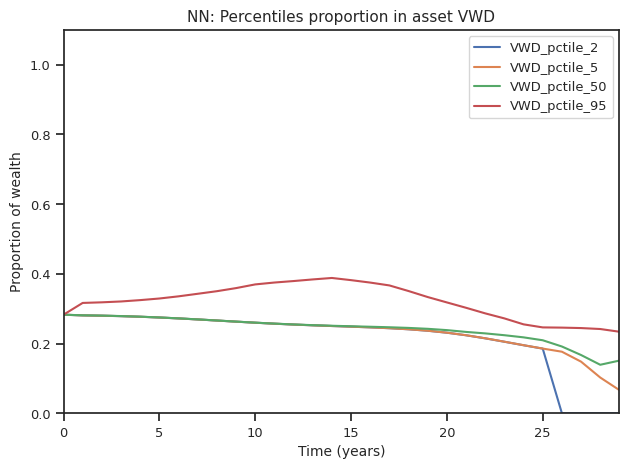 NN: Percentiles proportion in asset VWD
VWD_pctile_2
VWD_pctile_5
VWD_pctile_50
VWD_pctile_95
Proportion of wealth
1.0
0.8
0.6
0.4
0.2
0.0
0 5 10 15 20 25
Time (years)